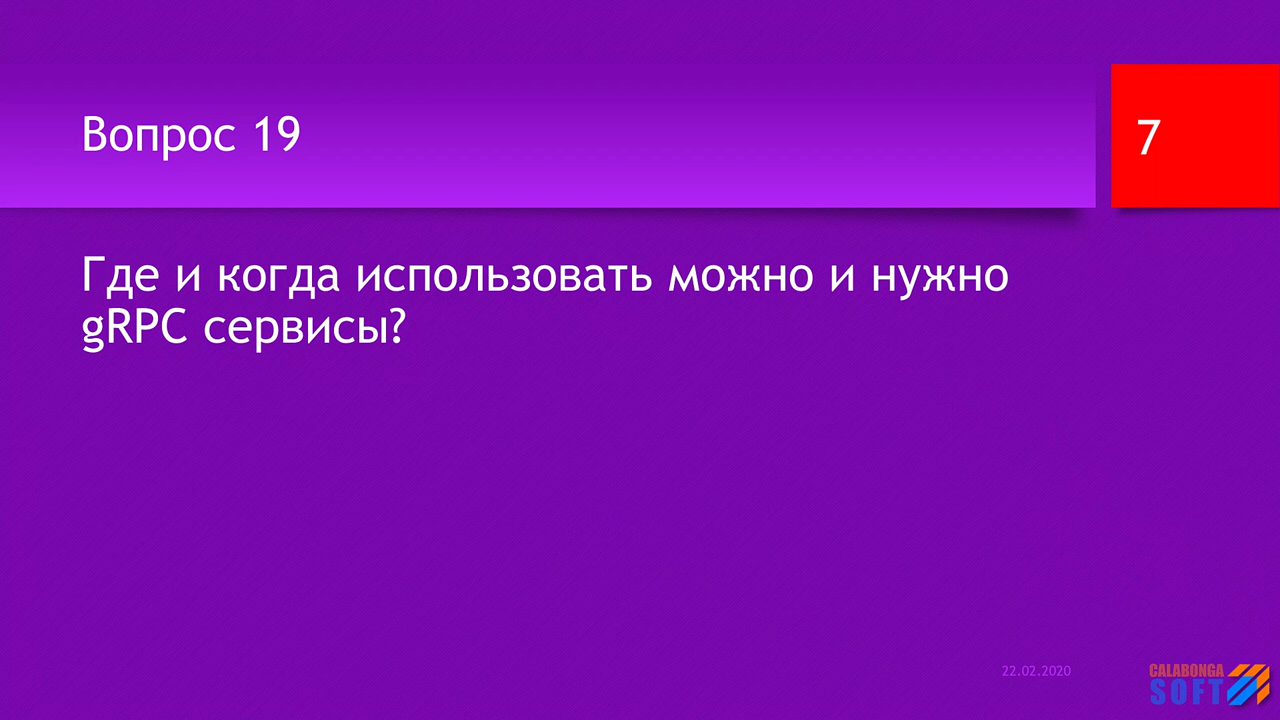 Вопрос 19
7
Где и когда использовать можно и нужно
gRPC сервисы?
22.02.2020
CALABONGA
SOFT